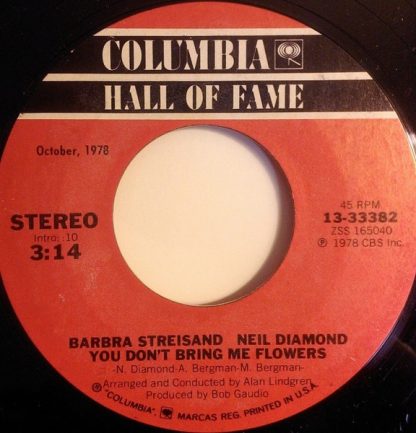 COLUMBIA
HALL OF FAME
October, 1978
STEREO
Intro: :10
3:14
45 RPM
13-33382
ZSS 165040
℗ 1978 CBS Inc.
BARBRA STREISAND NEIL DIAMOND
YOU DON'T BRING ME FLOWERS
-N. Diamond-A. Bergman-M. Bergman-
Arranged and Conducted by Alan Lindgren
Produced by Bob Gaudio
® "COLUMBIA", MARCAS REG. PRINTED IN U.S.A.